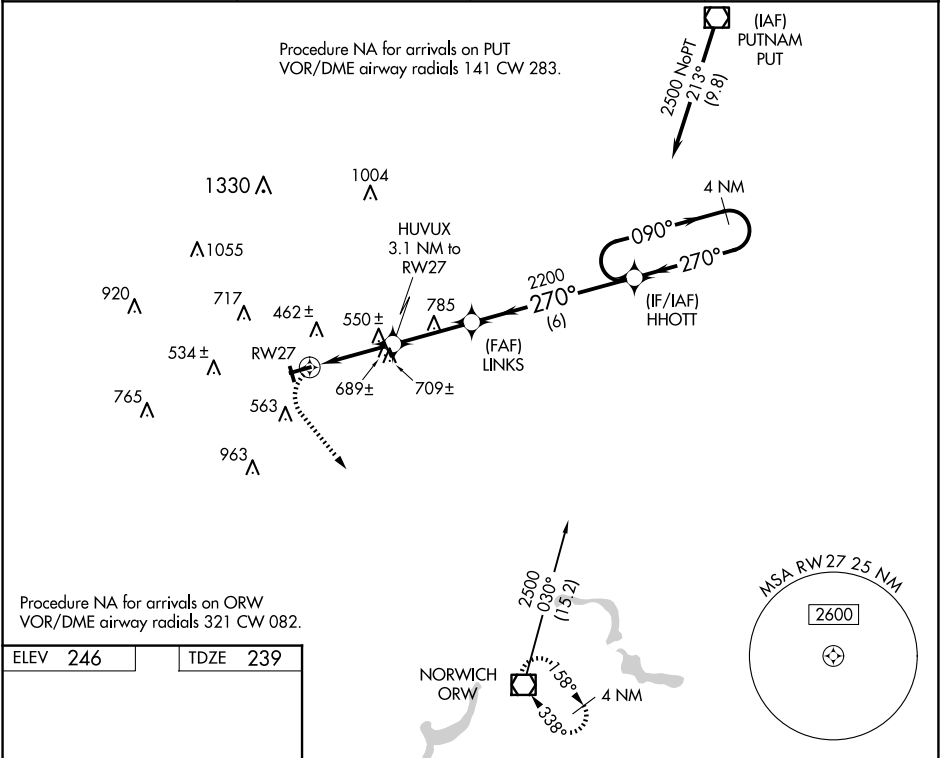 Procedure NA for arrivals on PUT
VOR/DME airway radials 141 CW 283.
(IAF)
PUTNAM
PUT
2500 NoPT
213°
(9.8)
1330
1004
4 NM
HUVUX
3.1 NM to
RW27
090°
270°
1055
2200
270°
(6)
(IF/IAF)
HHOTT
920
717
462±
550±
785
(FAF)
LINKS
534±
RW27
689±
709±
765
563
963
2500
030°
(15.2)
MSA RW27 25 NM
2600
Procedure NA for arrivals on ORW
VOR/DME airway radials 321 CW 082.
ELEV 246
TDZE 239
NORWICH
ORW
158°
338°
4 NM